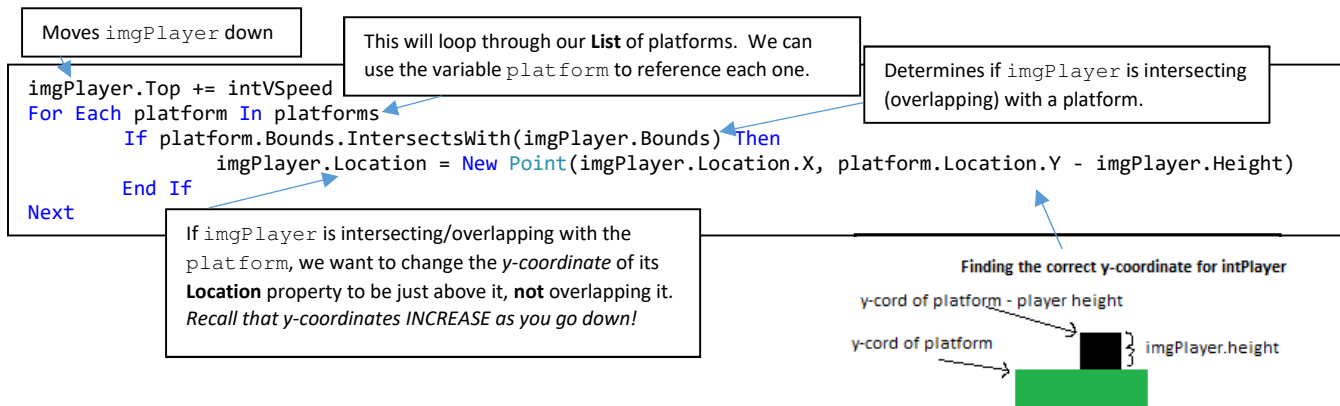 Moves imgPlayer down
This will loop through our List of platforms.  We can
use the variable platform to reference each one.
Determines if imgPlayer is intersecting
(overlapping) with a platform.
imgPlayer.Top += intVSpeed
For Each platform In platforms
If platform.Bounds.IntersectsWith(imgPlayer.Bounds) Then
imgPlayer.Location = New Point(imgPlayer.Location.X, platform.Location.Y - imgPlayer.Height)
End If
Next
If imgPlayer is intersecting/overlapping with the
platform, we want to change the y-coordinate of its
Location property to be just above it, not overlapping it.
Recall that y-coordinates INCREASE as you go down!
Finding the correct y-coordinate for intPlayer
y-cord of platform - player height
y-cord of platform
imgPlayer.height